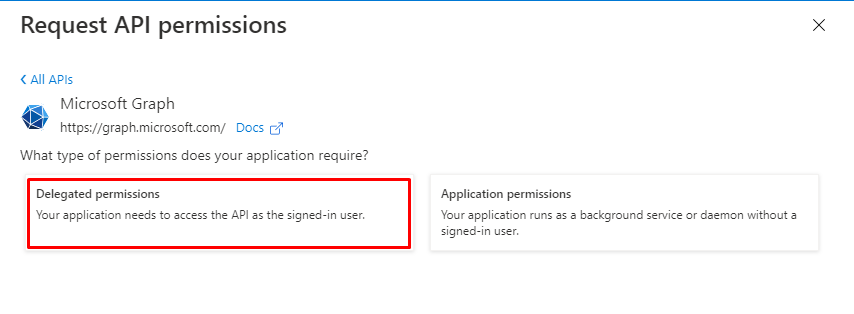 Request API permissions
All APIs
Microsoft Graph
https://graph.microsoft.com/ Docs
What type of permissions does your application require?
Delegated permissions
Your application needs to access the API as the signed-in user.
Application permissions
Your application runs as a background service or daemon without a
signed-in user.